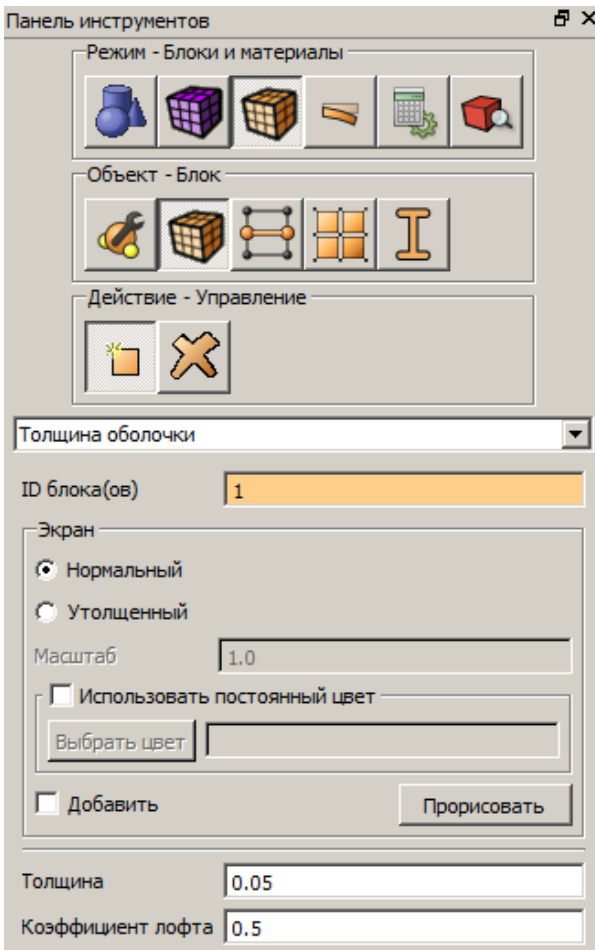 Панель инструментов
Режим - Блоки и материалы
Объект - Блок
Действие - Управление
Толщина оболочки
ID блока(ов) 1
Экран
Нормальный
Утолщенный
Масштаб 1.0
Использовать постоянный цвет
Выбрать цвет
Добавить Прорисовать
Толщина 0.05
Коэффициент лофта 0.5